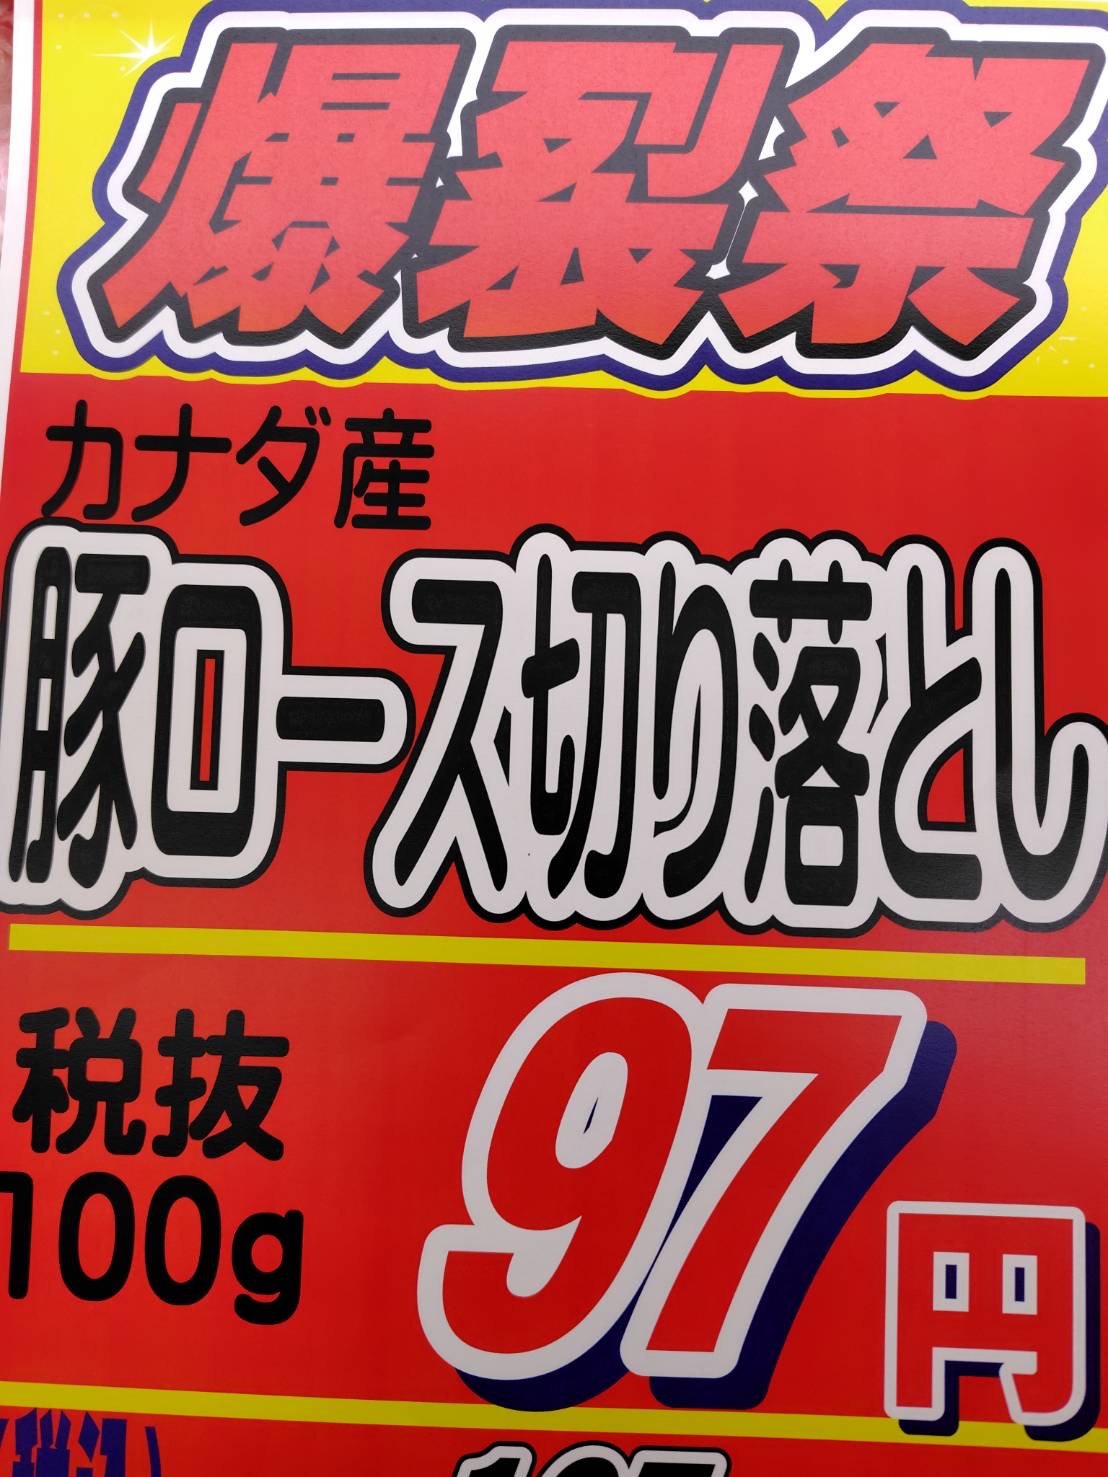 爆裂祭
カナダ産
豚ロース切り落とし
税抜
100g
97円